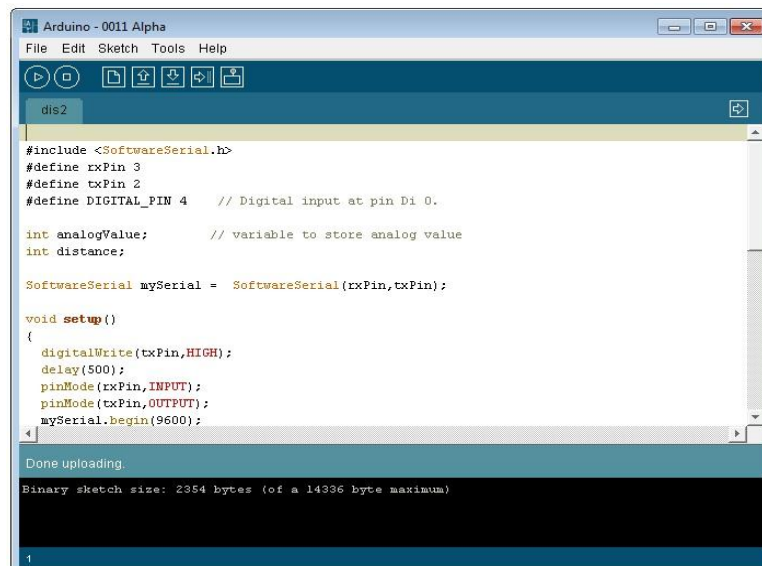 Arduino - 0011 Alpha
File Edit Sketch Tools Help
dis2
#include <SoftwareSerial.h>
#define rxPin 3
#define txPin 2
#define DIGITAL_PIN 4    // Digital input at pin Di 0.
int analogValue;         // variable to store analog value
int distance;
SoftwareSerial mySerial =  SoftwareSerial(rxPin,txPin);
void setup()
{
  digitalWrite(txPin,HIGH);
  delay(500);
  pinMode(rxPin,INPUT);
  pinMode(txPin,OUTPUT);
  mySerial.begin(9600);
Done uploading.
Binary sketch size: 2354 bytes (of a 14336 byte maximum)
1